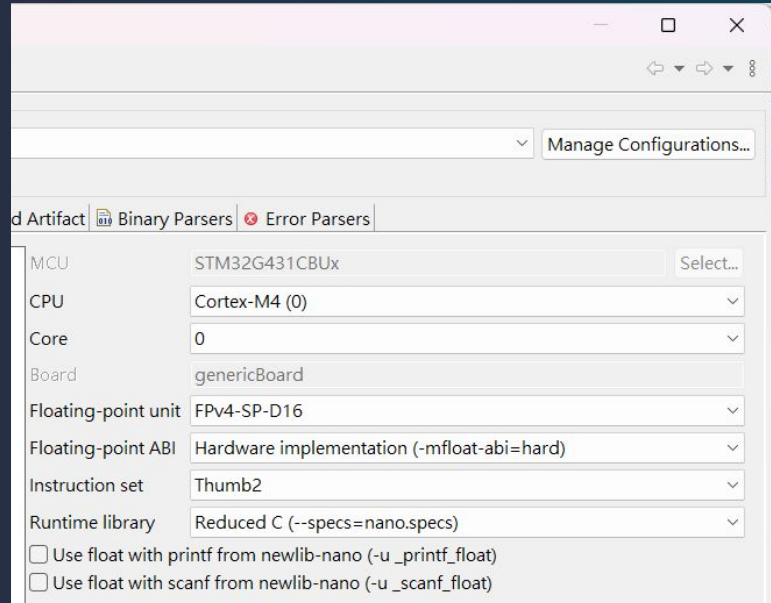 Manage Configurations...
d Artifact Binary Parsers Error Parsers
MCU STM32G431CBUx Select...
CPU Cortex-M4 (0)
Core 0
Board genericBoard
Floating-point unit FPv4-SP-D16
Floating-point ABI Hardware implementation (-mfloat-abi=hard)
Instruction set Thumb2
Runtime library Reduced C (--specs=nano.specs)
Use float with printf from newlib-nano (-u _printf_float)
Use float with scanf from newlib-nano (-u _scanf_float)